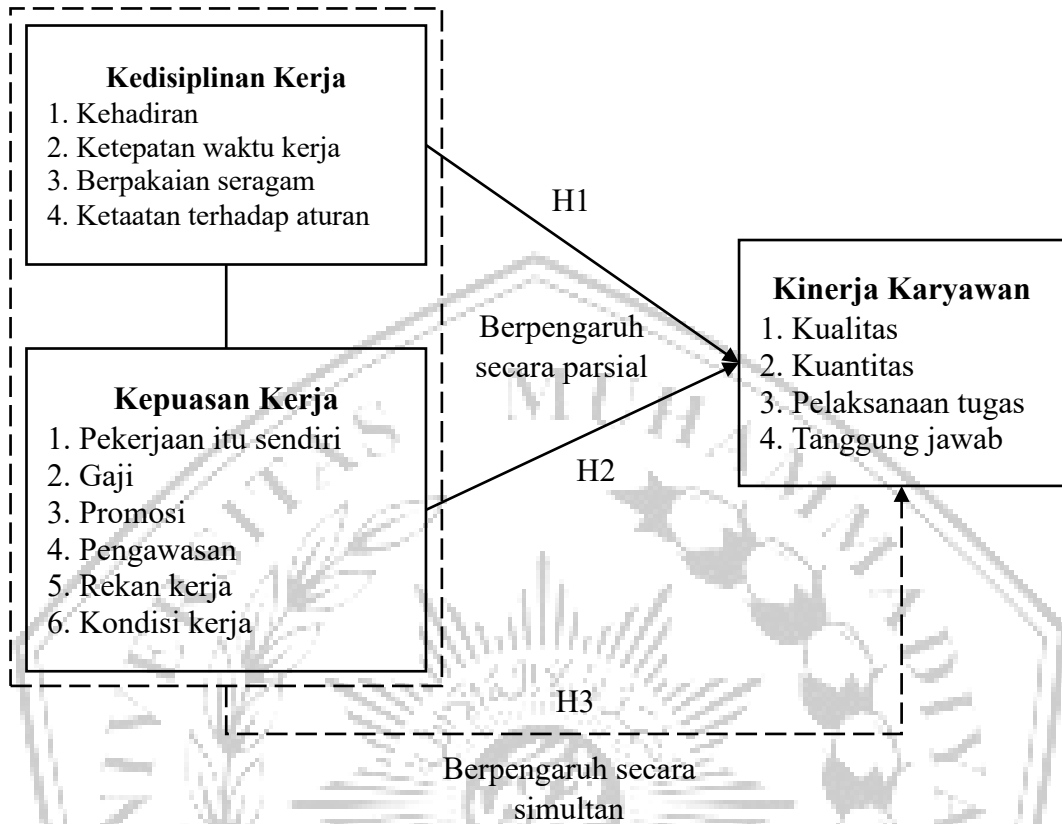 Kedisiplinan Kerja
1. Kehadiran
2. Ketepatan waktu kerja
3. Berpakaian seragam
4. Ketaatan terhadap aturan
H1
Berpengaruh
secara parsial
Kinerja Karyawan
1. Kualitas
2. Kuantitas
3. Pelaksanaan tugas
4. Tanggung jawab
Kepuasan Kerja
1. Pekerjaan itu sendiri
2. Gaji
3. Promosi
4. Pengawasan
5. Rekan kerja
6. Kondisi kerja
H2
H3
Berpengaruh secara
simultan